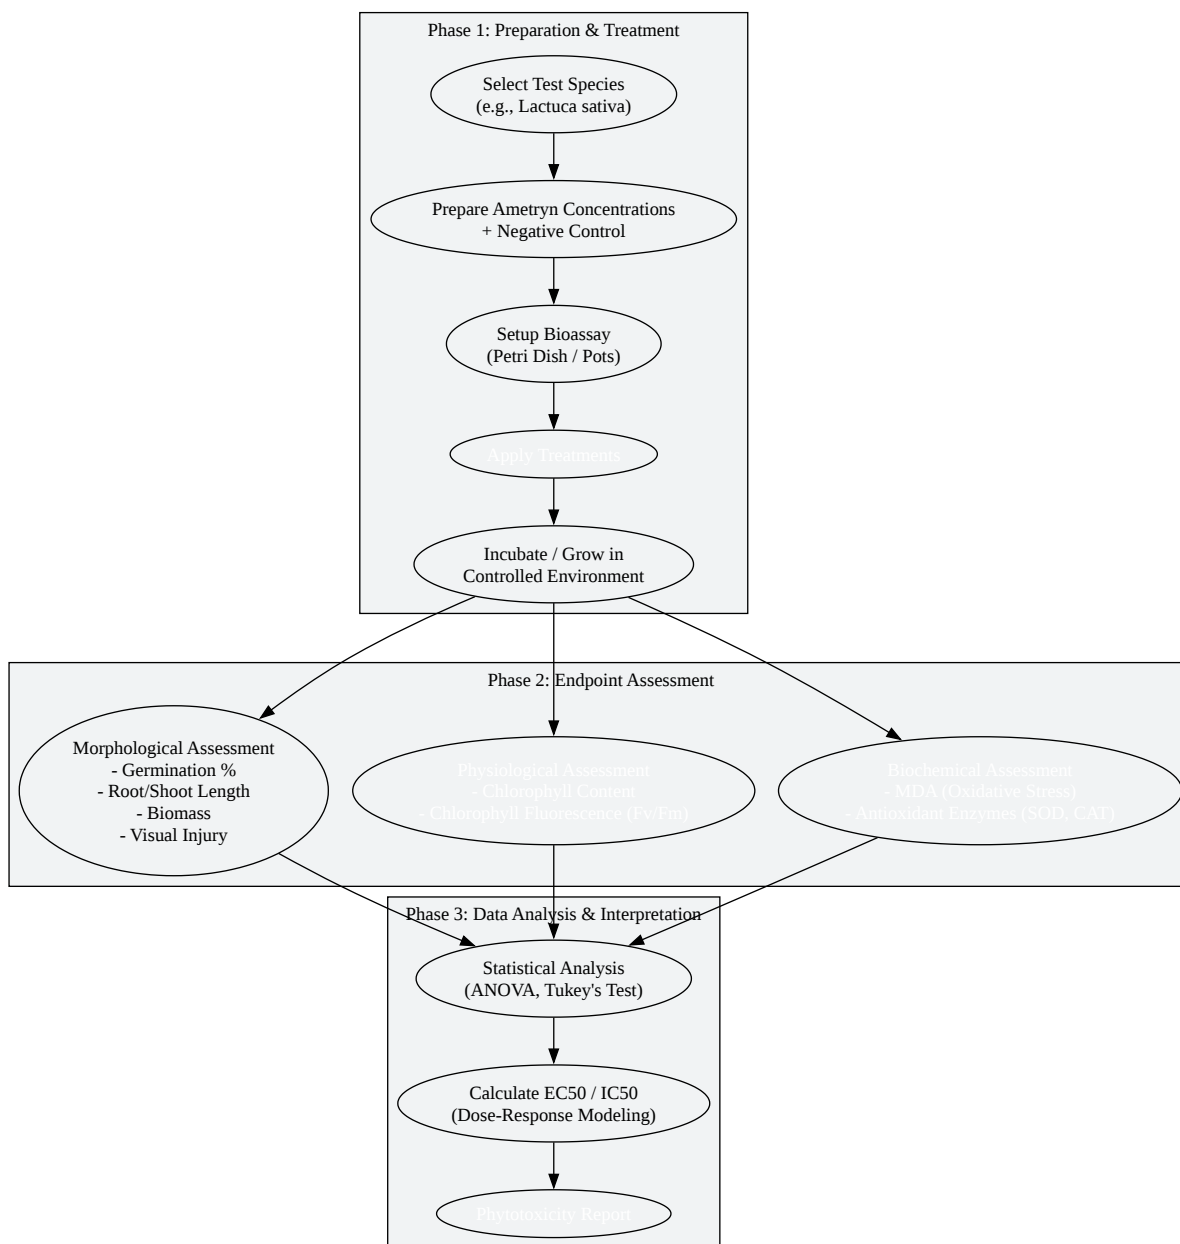 Phase 1: Preparation & Treatment
Select Test Species
(e.g., Lactuca sativa)
Prepare Ametryn Concentrations
+ Negative Control
Setup Bioassay
(Petri Dish / Pots)
Apply Treatments
Incubate / Grow in
Controlled Environment
Phase 2: Endpoint Assessment
Morphological Assessment
- Germination %
- Root/Shoot Length
- Biomass
- Visual Injury
Physiological Assessment
- Chlorophyll Content
- Chlorophyll Fluorescence (Fv/Fm)
Biochemical Assessment
- MDA (Oxidative Stress)
- Antioxidant Enzymes (SOD, CAT)
Phase 3: Data Analysis & Interpretation
Statistical Analysis
(ANOVA, Tukey's Test)
Calculate EC50 / IC50
(Dose-Response Modeling)
Phytotoxicity Report